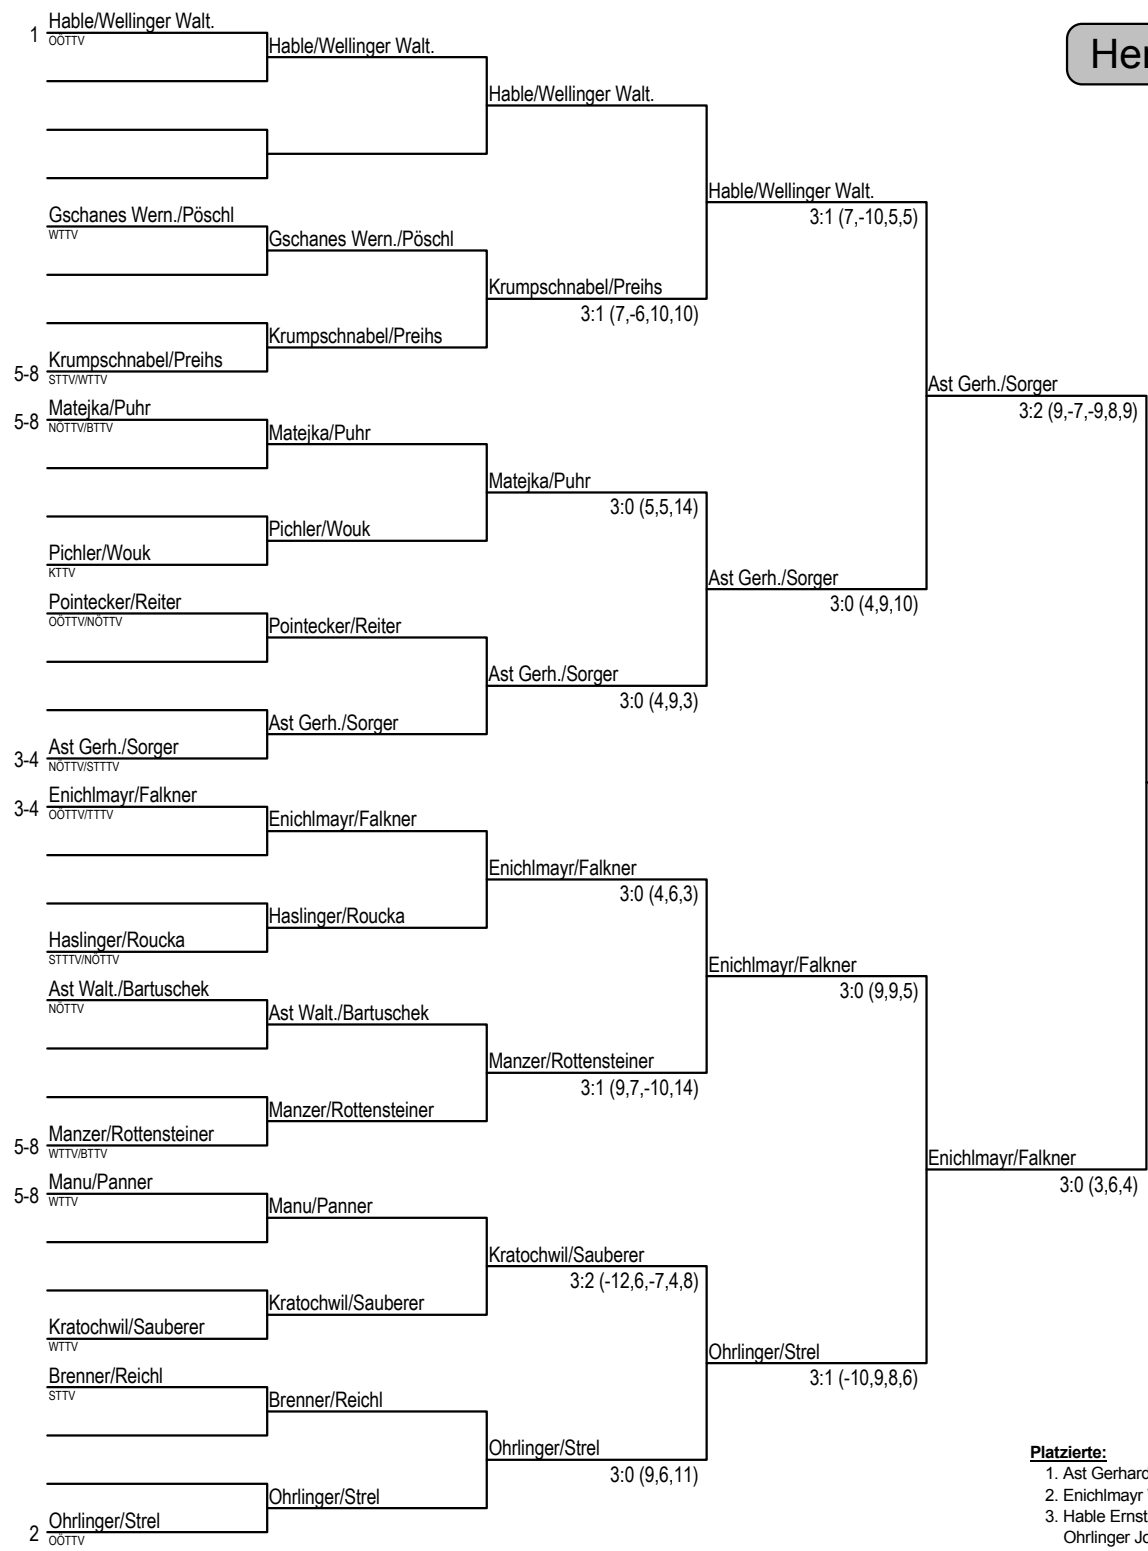 Hable/Wellinger Walt.
1 OÖTTV
Hable/Wellinger Walt.
Hable/Wellinger Walt.
Hable/Wellinger Walt.
3:1 (7,-10,5,5)
Gschanes Wern./Pöschl
WTTV
Gschanes Wern./Pöschl
Krumpschnabel/Preihs
3:1 (7,-6,10,10)
Krumpschnabel/Preihs
Krumpschnabel/Preihs
5-8 STTV/WTTV
Ast Gerh./Sorger
3:2 (9,-7,-9,8,9)
Matejka/Puhr
5-8 NÖTTV/BTTV
Matejka/Puhr
Matejka/Puhr
3:0 (5,5,14)
Pichler/Wouk
Pichler/Wouk
KTTV
Ast Gerh./Sorger
3:0 (4,9,10)
Pointecker/Reiter
OÖTTV/NÖTTV
Pointecker/Reiter
Ast Gerh./Sorger
3:0 (4,9,3)
Ast Gerh./Sorger
Ast Gerh./Sorger
3-4 NÖTTV/STTTV
Enichlmayr/Falkner
3-4 OÖTTV/TTTV
Enichlmayr/Falkner
Enichlmayr/Falkner
3:0 (4,6,3)
Haslinger/Roucka
Haslinger/Roucka
STTTV/NÖTTV
Enichlmayr/Falkner
3:0 (9,9,5)
Ast Walt./Bartuschek
NÖTTV
Ast Walt./Bartuschek
Manzer/Rottensteiner
3:1 (9,7,-10,14)
Manzer/Rottensteiner
Manzer/Rottensteiner
5-8 WTTV/BTTV
Enichlmayr/Falkner
3:0 (3,6,4)
Manu/Panner
5-8 WTTV
Manu/Panner
Kratochwil/Sauberer
3:2 (-12,6,-7,4,8)
Kratochwil/Sauberer
Kratochwil/Sauberer
WTTV
Ohrlinger/Strel
3:1 (-10,9,8,6)
Brenner/Reichl
STTV
Brenner/Reichl
Ohrlinger/Strel
3:0 (9,6,11)
Ohrlinger/Strel
Ohrlinger/Strel
2 OÖTTV
Platzierte:
1. Ast Gerhard
2. Enichlmayr
3. Hable Ernst